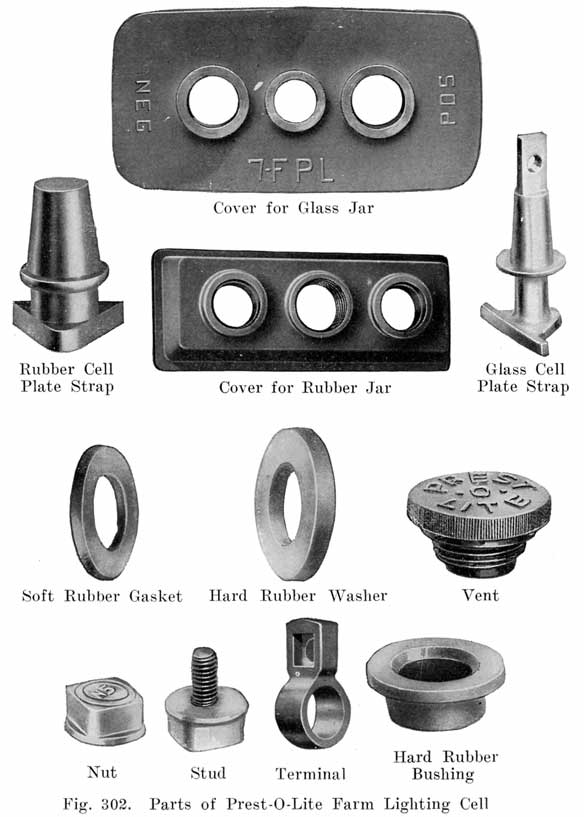 NEG
POS
7-FPL
Cover for Glass Jar
Rubber Cell
Plate Strap
Cover for Rubber Jar
Glass Cell
Plate Strap
PREST
-O-
LITE
Soft Rubber Gasket
Hard Rubber Washer
Vent
Nut
Stud
Terminal
Hard Rubber
Bushing
Fig. 302. Parts of Prest-O-Lite Farm Lighting Cell